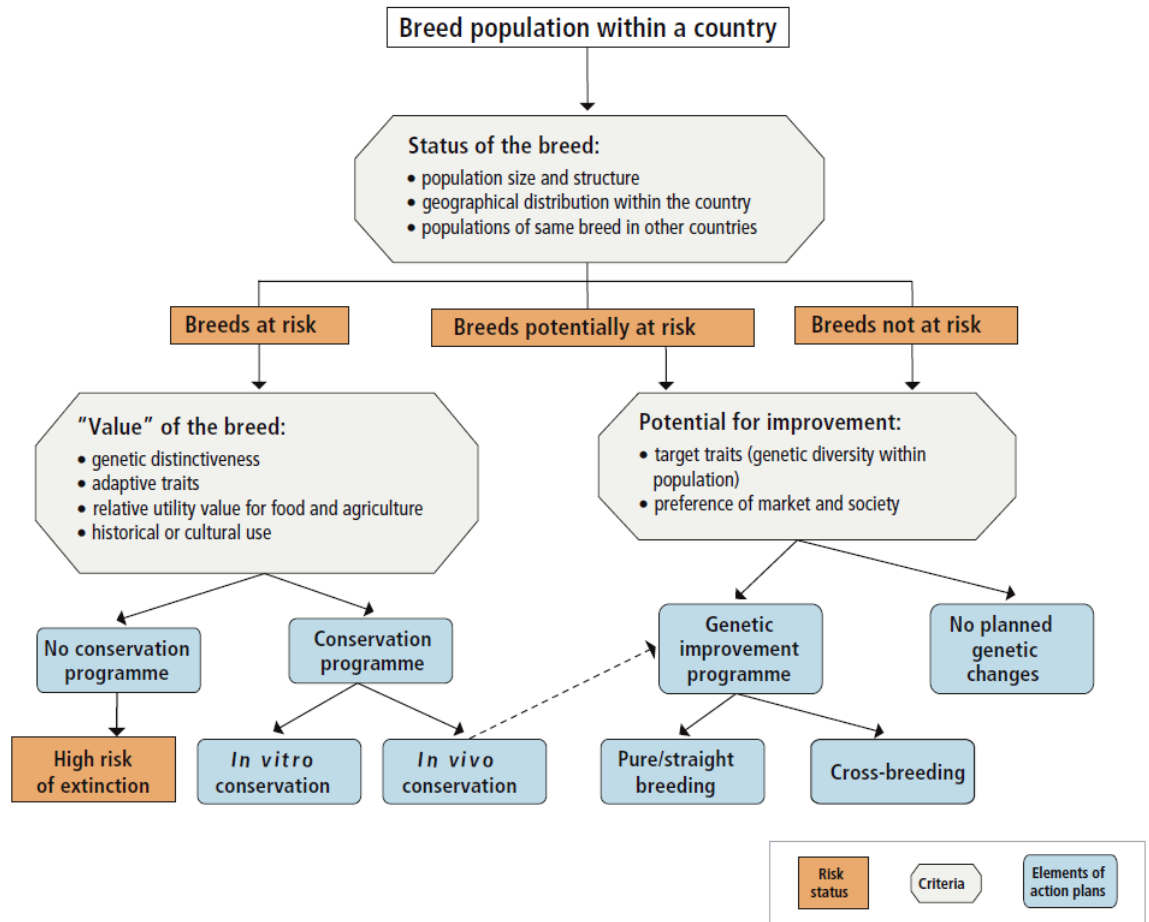 Breed population within a country
Status of the breed:
• population size and structure
• geographical distribution within the country
• populations of same breed in other countries
Breeds at risk
Breeds potentially at risk
Breeds not at risk
"Value" of the breed:
• genetic distinctiveness
• adaptive traits
• relative utility value for food and agriculture
• historical or cultural use
Potential for improvement:
• target traits (genetic diversity within
population)
• preference of market and society
No conservation
programme
Conservation
programme
Genetic
improvement
programme
No planned
genetic
changes
High risk
of extinction
In vitro
conservation
In vivo
conservation
Pure/straight
breeding
Cross-breeding
Risk
status
Criteria
Elements of
action plans